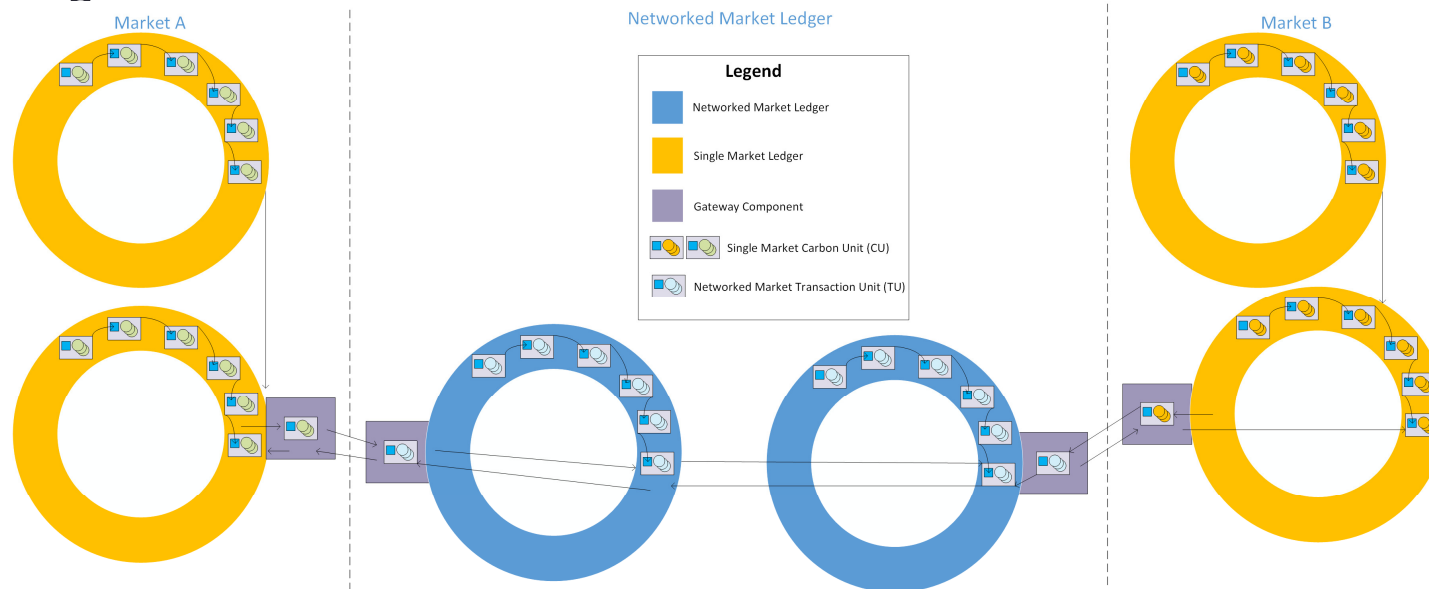 Market A
Networked Market Ledger
Market B
Legend
Networked Market Ledger
Single Market Ledger
Gateway Component
Single Market Carbon Unit (CU)
Networked Market Transaction Unit (TU)